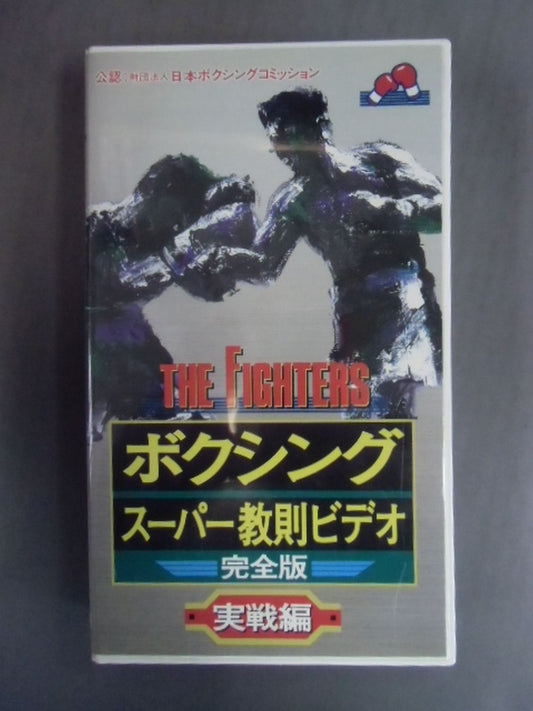 公認:財団法人 日本ボクシングコミッション
THE FIGHTERS
ボクシング
スーパー教則ビデオ
完全版
実戦編